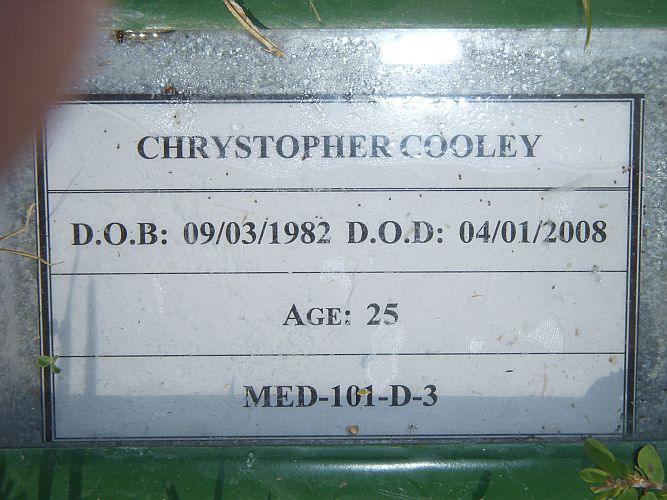 CHRYSTOPHER COOLEY
D.O.B: 09/03/1982 D.O.D: 04/01/2008
AGE: 25
MED-101-D-3